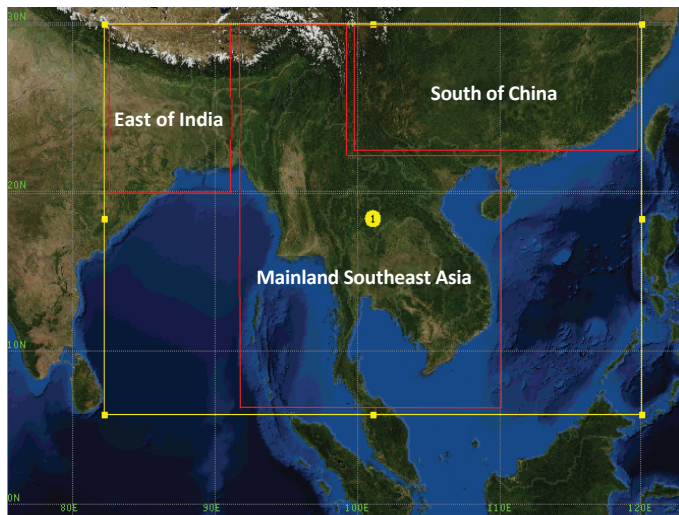 30N
South of China
East of India
20N
1
Mainland Southeast Asia
10N
0N
80E 90E 100E 110E 120E